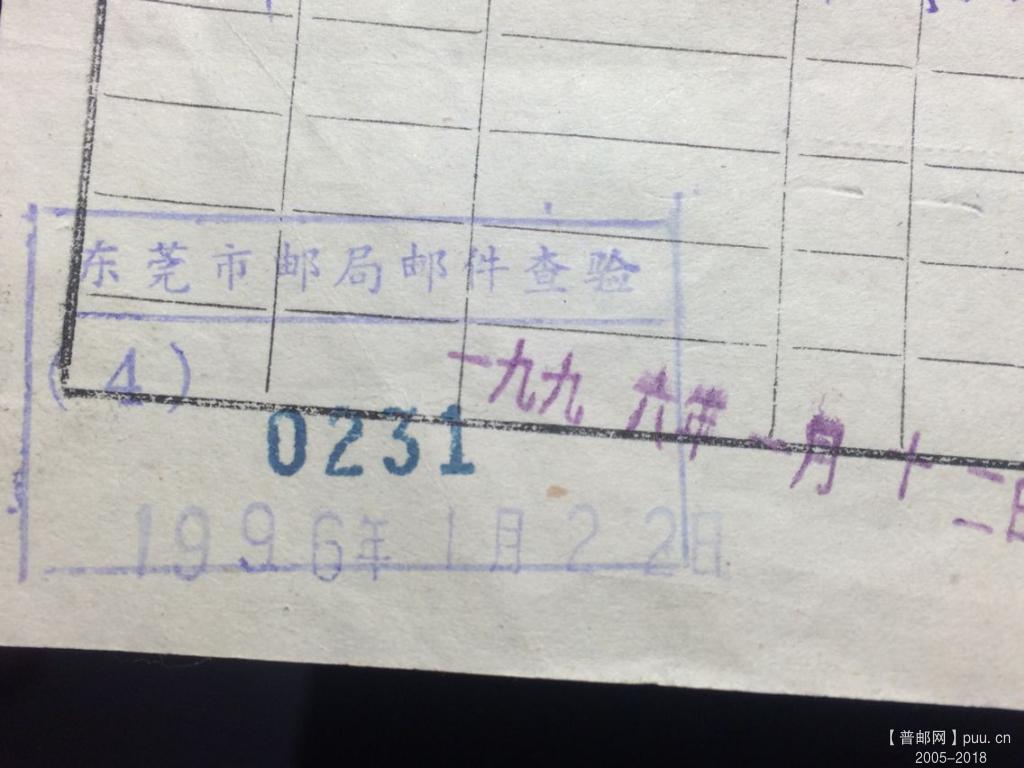 东莞市邮局邮件查验
(4)
0231
一九九六年一月十二日
1996年1月22日
【普邮网】puu.cn
2005-2018